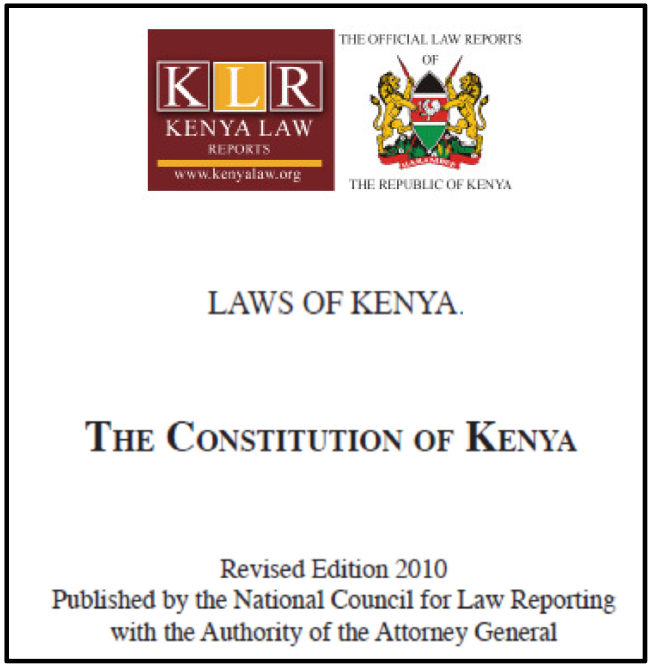 KLR
KENYA LAW
REPORTS
www.kenyalaw.org
THE OFFICIAL LAW REPORTS
OF
HARAMBEE
THE REPUBLIC OF KENYA
LAWS OF KENYA.
THE CONSTITUTION OF KENYA
Revised Edition 2010
Published by the National Council for Law Reporting
with the Authority of the Attorney General